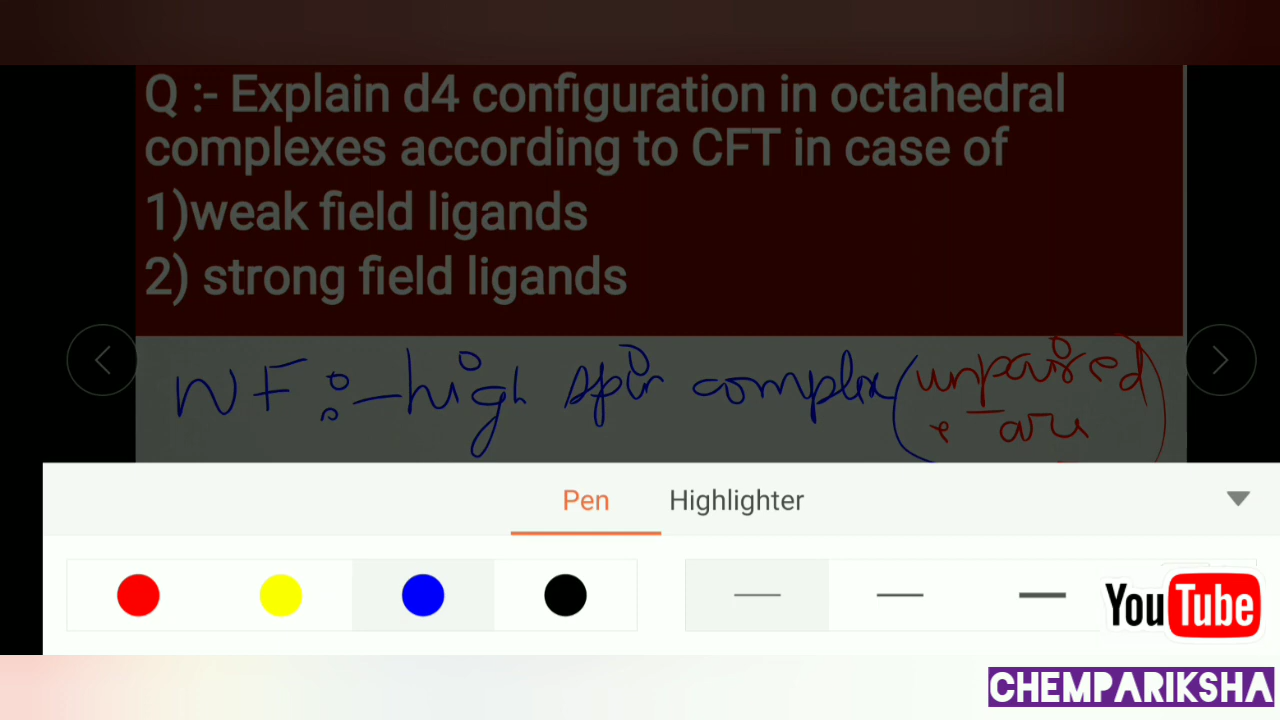 Q :- Explain d4 configuration in octahedral
complexes according to CFT in case of
1)weak field ligands
2) strong field ligands
WF :- high spin complex (unpaired
e- are
Pen Highlighter
YouTube
CHEMPARIKSHA